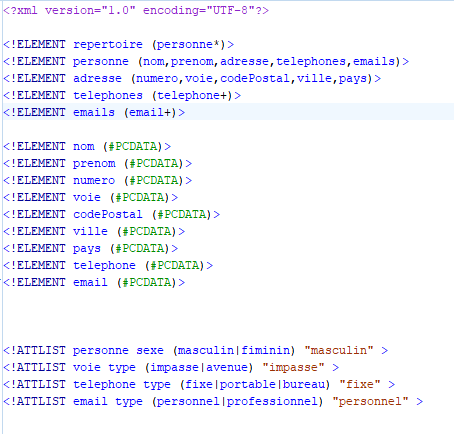 <?xml version="1.0" encoding="UTF-8"?>
<!ELEMENT repertoire (personne*)>
<!ELEMENT personne (nom,prenom,adresse,telephones,emails)>
<!ELEMENT adresse (numero,voie,codePostal,ville,pays)>
<!ELEMENT telephones (telephone+)>
<!ELEMENT emails (email+)>
<!ELEMENT nom (#PCDATA)>
<!ELEMENT prenom (#PCDATA)>
<!ELEMENT numero (#PCDATA)>
<!ELEMENT voie (#PCDATA)>
<!ELEMENT codePostal (#PCDATA)>
<!ELEMENT ville (#PCDATA)>
<!ELEMENT pays (#PCDATA)>
<!ELEMENT telephone (#PCDATA)>
<!ELEMENT email (#PCDATA)>
<!ATTLIST personne sexe (masculin|fiminin) "masculin" >
<!ATTLIST voie type (impasse|avenue) "impasse" >
<!ATTLIST telephone type (fixe|portable|bureau) "fixe" >
<!ATTLIST email type (personnel|professionnel) "personnel" >